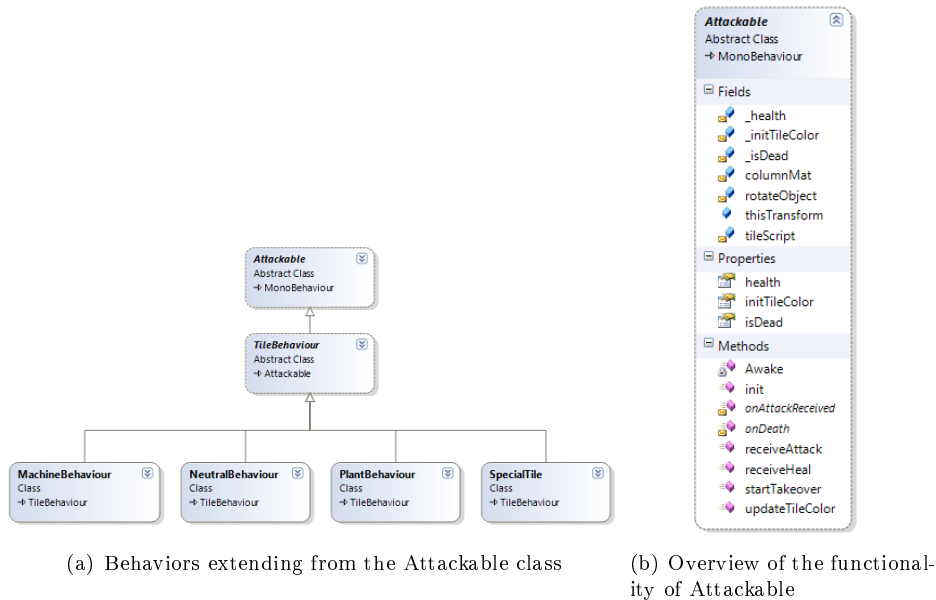 Attackable
Abstract Class
MonoBehaviour
TileBehaviour
Abstract Class
Attackable
MachineBehaviour
Class
TileBehaviour
NeutralBehaviour
Class
TileBehaviour
PlantBehaviour
Class
TileBehaviour
SpecialTile
Class
TileBehaviour
(a) Behaviors extending from the Attackable class
Attackable
Abstract Class
MonoBehaviour
Fields
_health
_initTileColor
_isDead
columnMat
rotateObject
thisTransform
tileScript
Properties
health
initTileColor
isDead
Methods
Awake
init
onAttackReceived
onDeath
receiveAttack
receiveHeal
startTakeover
updateTileColor
(b) Overview of the functional-
ity of Attackable